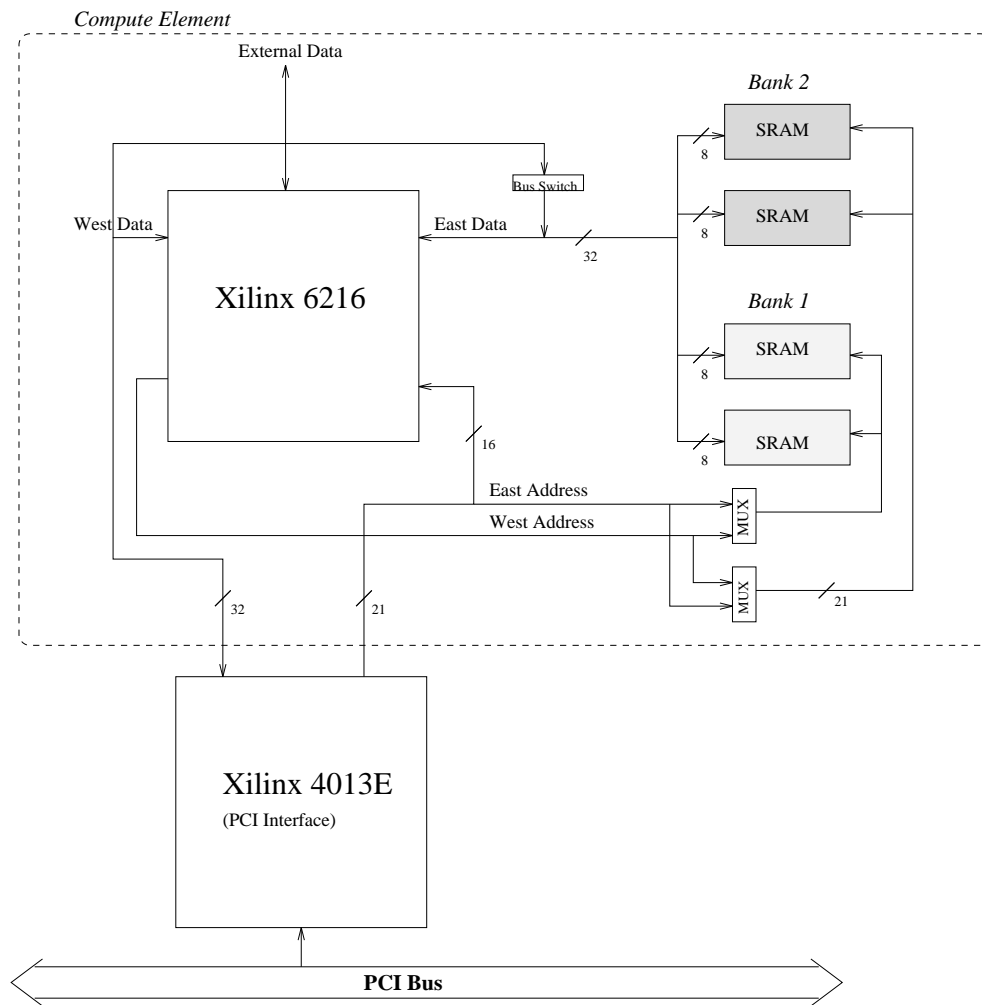 Compute Element
External Data
Bank 2
SRAM
8
Bus Switch
West Data
East Data
SRAM
8
32
Xilinx 6216
Bank 1
SRAM
8
SRAM
16
8
East Address
MUX
West Address
MUX
32
21
21
Xilinx 4013E
(PCI Interface)
PCI Bus